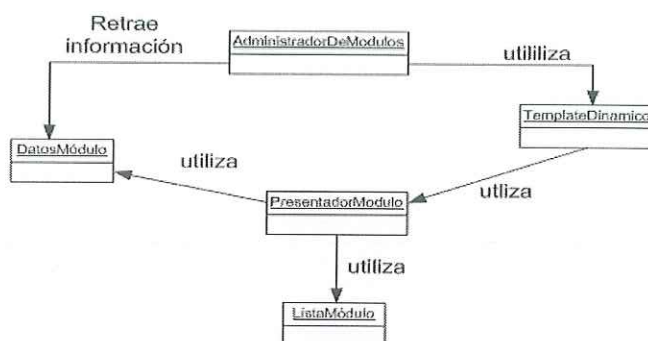 Retrae
información
AdministradorDeModulos
utililiza
TemplateDinamico
DatosMódulo
utiliza
utliza
PresentadorModulo
utiliza
ListaMódulo